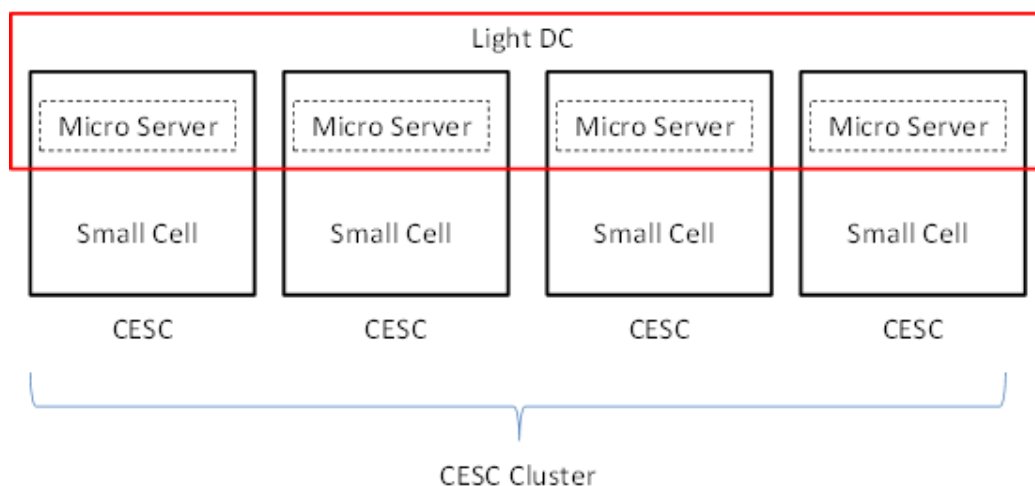 Light DC
Micro Server Micro Server Micro Server Micro Server
Small Cell Small Cell Small Cell Small Cell
CESC CESC CESC CESC
CESC Cluster